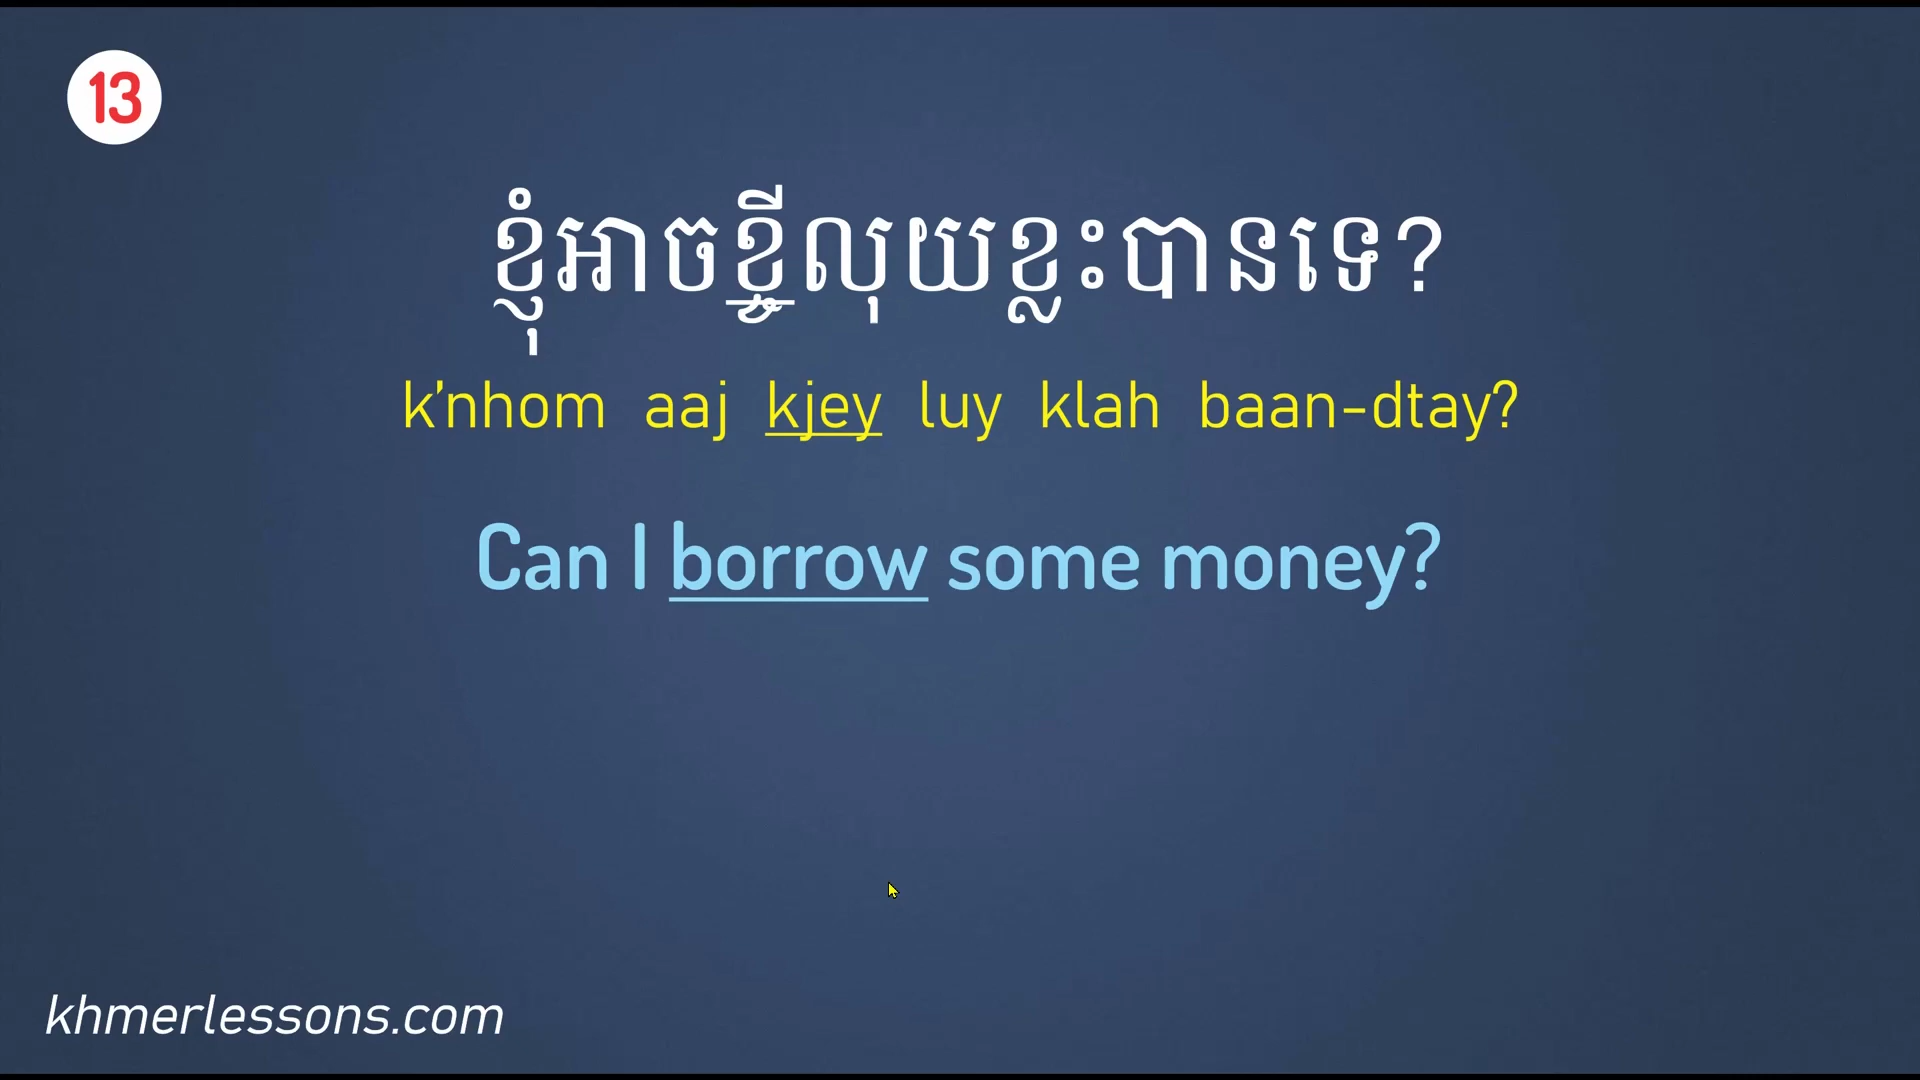 13
ខ្ញុំអាចខ្ចីលុយខ្លះបានទេ?
k’nhom aaj kjey luy klah baan-dtay?
Can I borrow some money?
khmerlessons.com